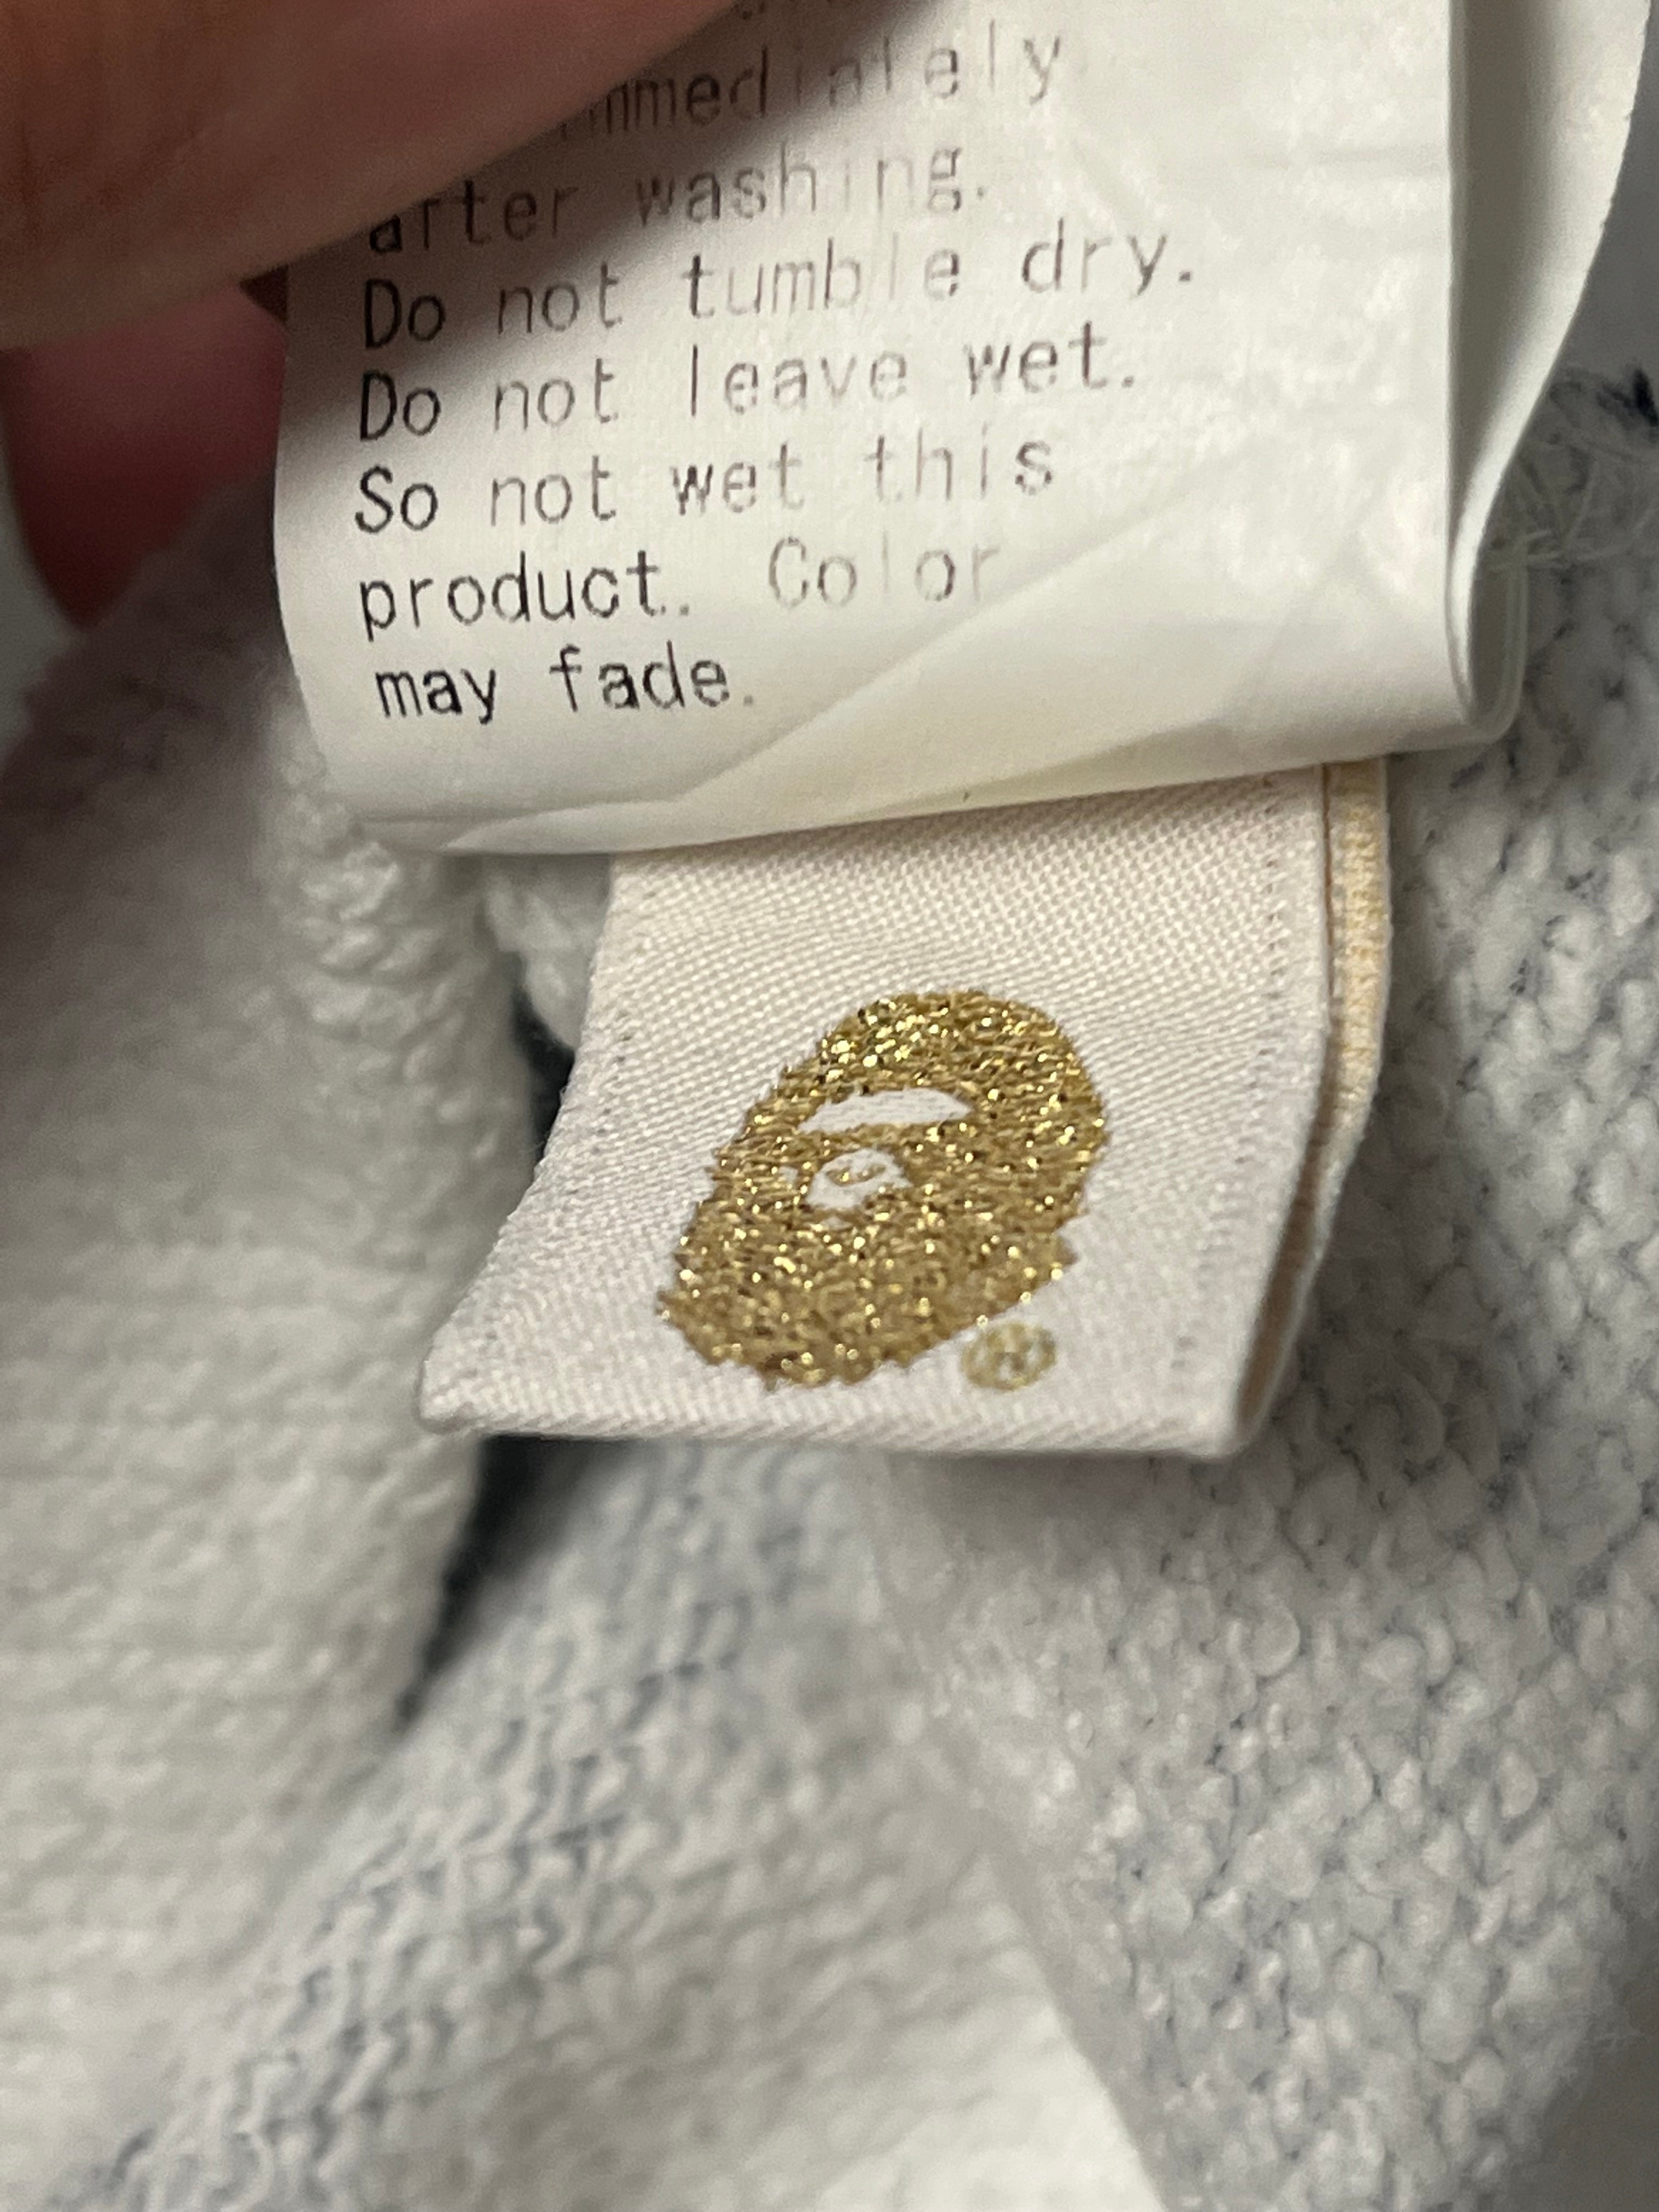 immediately
after washing.
Do not tumble dry.
Do not leave wet.
So not wet this
product. Color
may fade.
®